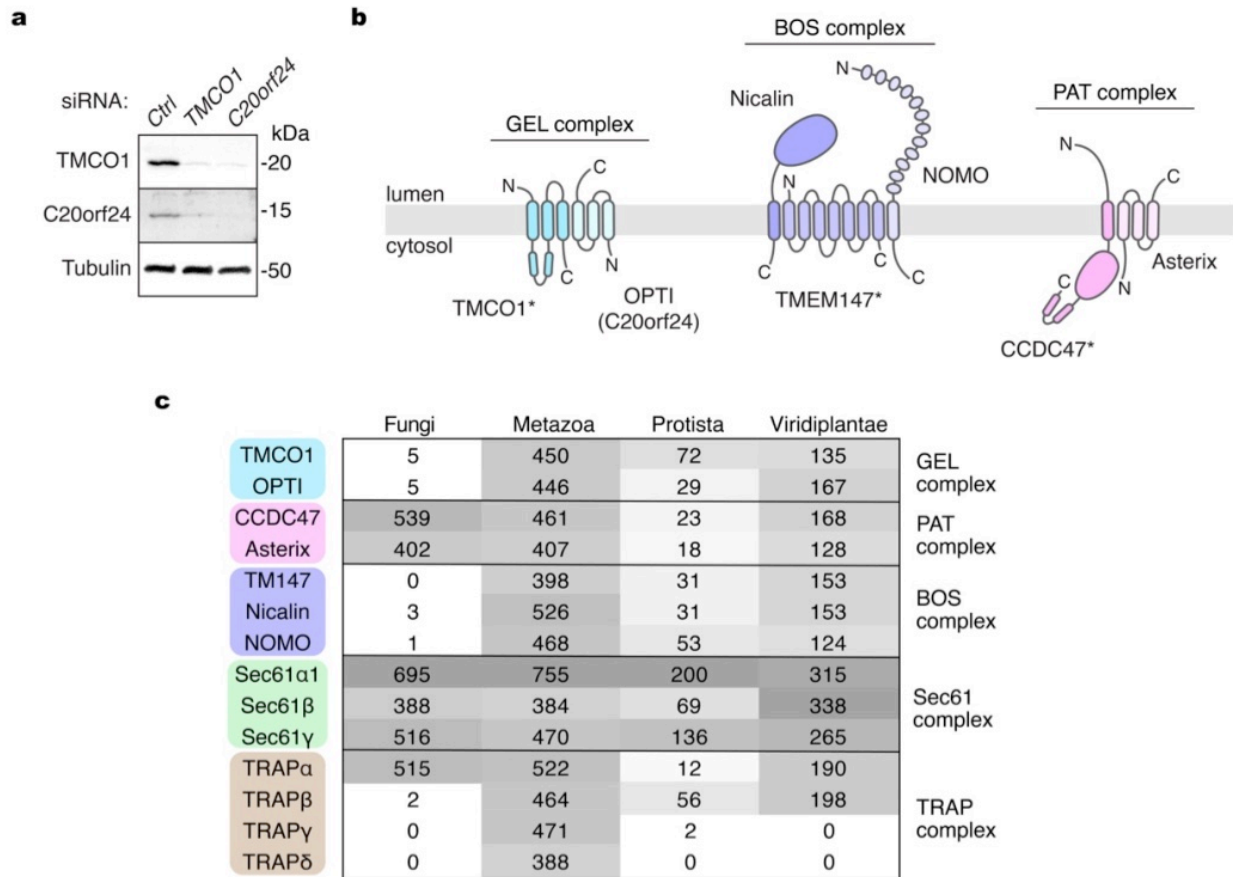 a
siRNA:
Ctrl
TMCO1
C20orf24
kDa
TMCO1
-20
C20orf24
-15
Tubulin
-50
b
BOS complex
N
Nicalin
PAT complex
GEL complex
N
NOMO
N
C
N
C
lumen
cytosol
C
N
C
C
C
N
Asterix
TMCO1*
OPTI
(C20orf24)
TMEM147*
CCDC47*
c
Fungi Metazoa Protista Viridiplantae
TMCO1 5 450 72 135
GEL
complex
OPTI 5 446 29 167
CCDC47 539 461 23 168
PAT
complex
Asterix 402 407 18 128
TM147 0 398 31 153
BOS
complex
Nicalin 3 526 31 153
NOMO 1 468 53 124
Sec61α1 695 755 200 315
Sec61
complex
Sec61β 388 384 69 338
Sec61γ 516 470 136 265
TRAPα 515 522 12 190
TRAPβ 2 464 56 198
TRAP
complex
TRAPγ 0 471 2 0
TRAPδ 0 388 0 0